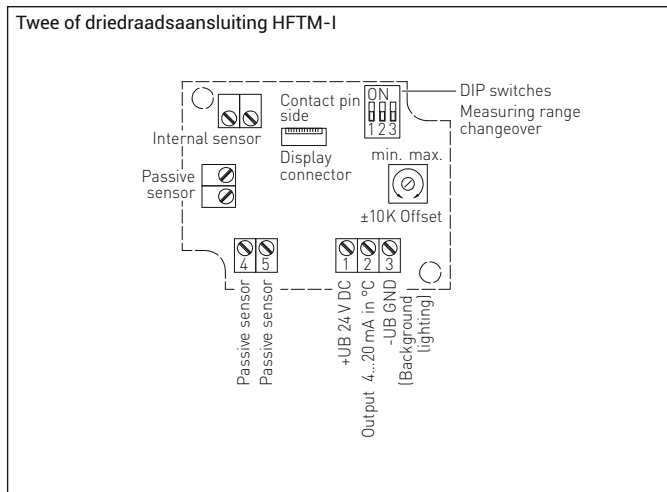 Twee of driedraadsaansluiting HFTM-I
ON
1 2 3
DIP switches
Measuring range
changeover
Contact pin
side
Internal sensor
Display
connector
min. max.
±10K Offset
Passive
sensor
4 5
1 2 3
Passive sensor
Passive sensor
+UB 24 V DC
Output 4...20 mA in °C
-UB GND
(Background
lighting)